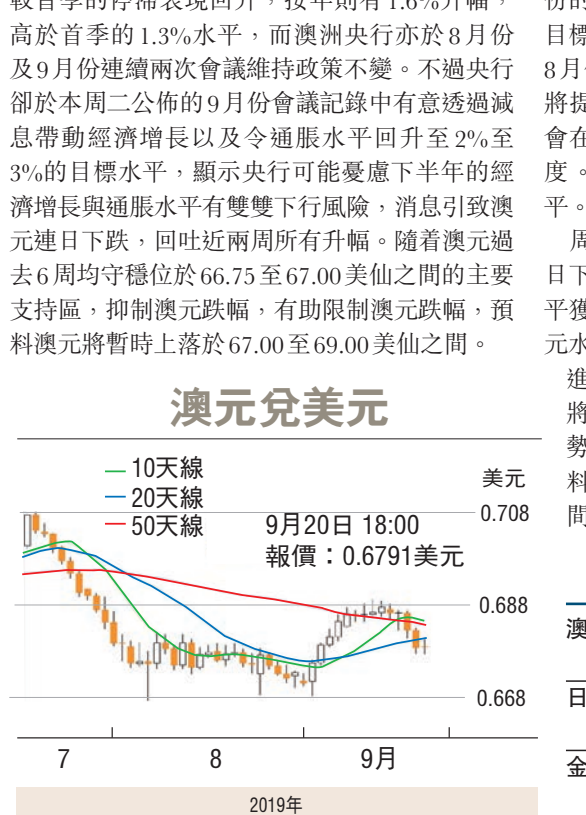 較首季的停滯表現回升，按年則有1.6%升幅，
高於首季的1.3%水平，而澳洲央行亦於8月份
及9月份連續兩次會議維持政策不變。不過央行
卻於本周二公佈的9月份會議記錄中有意透過減
息帶動經濟增長以及令通脹水平回升至2%至
3%的目標水平，顯示央行可能憂慮下半年的經
濟增長與通脹水平有雙雙下行風險，消息引致澳
元連日下跌，回吐近兩周所有升幅。隨着澳元過
去6周均守穩位於66.75至67.00美仙之間的主要
支持區，抑制澳元跌幅，有助限制澳元跌幅，預
料澳元將暫時上落於67.00至69.00美仙之間。
澳元兌美元
10天線
20天線
50天線
9月20日 18:00
報價：0.6791美元
美元
0.708
0.688
0.668
7 8 9月
2019年
份的
目標
8月份
將提
會在
度。
平。
周
日下
平獲
元水
進
將
勢
料
間
澳
日
金